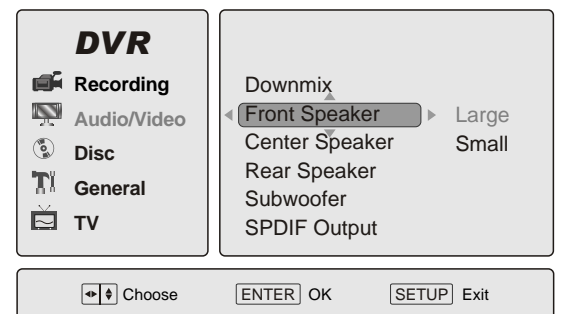 DVR
Recording
Audio/Video
Disc
General
TV
Downmix
Front Speaker
Center Speaker
Rear Speaker
Subwoofer
SPDIF Output
Large
Small
Choose
ENTER OK
SETUP Exit